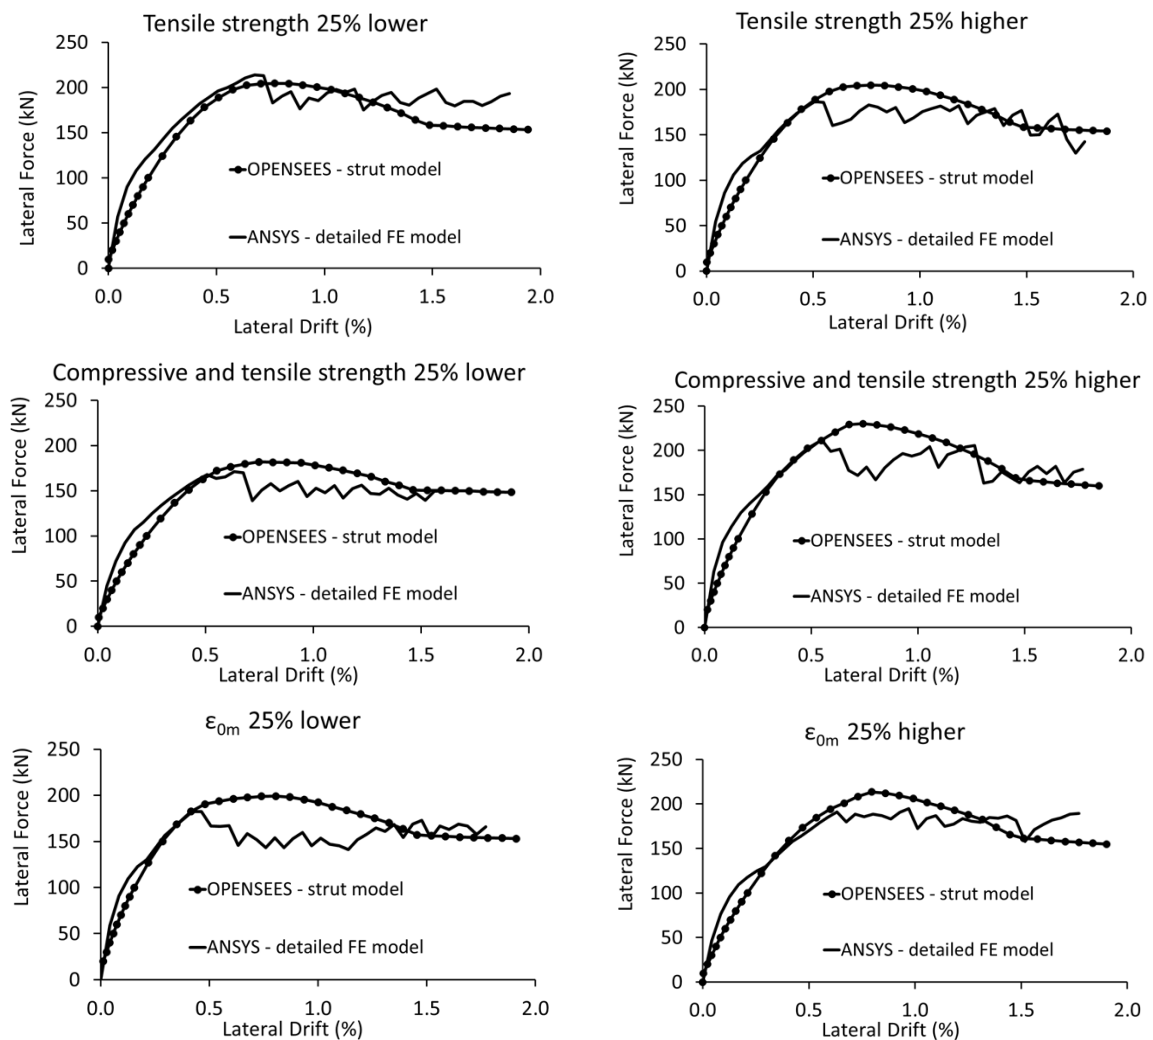 Tensile strength 25% lower
250
200
150
100
50
0
Lateral Force (kN)
OPENSEES - strut model
ANSYS - detailed FE model
0.0 0.5 1.0 1.5 2.0
Lateral Drift (%)
Tensile strength 25% higher
250
200
150
100
50
0
Lateral Force (kN)
OPENSEES - strut model
ANSYS - detailed FE model
0.0 0.5 1.0 1.5 2.0
Lateral Drift (%)
Compressive and tensile strength 25% lower
250
200
150
100
50
0
Lateral Force (kN)
OPENSEES - strut model
ANSYS - detailed FE model
0.0 0.5 1.0 1.5 2.0
Lateral Drift (%)
Compressive and tensile strength 25% higher
250
200
150
100
50
0
Lateral Force (kN)
OPENSEES - strut model
ANSYS - detailed FE model
0.0 0.5 1.0 1.5 2.0
Lateral Drift (%)
ε0m 25% lower
250
200
150
100
50
0
Lateral Force (kN)
OPENSEES - strut model
ANSYS - detailed FE model
0.0 0.5 1.0 1.5 2.0
Lateral Drift (%)
ε0m 25% higher
250
200
150
100
50
0
Lateral Force (kN)
OPENSEES - strut model
ANSYS - detailed FE model
0.0 0.5 1.0 1.5 2.0
Lateral Drift (%)